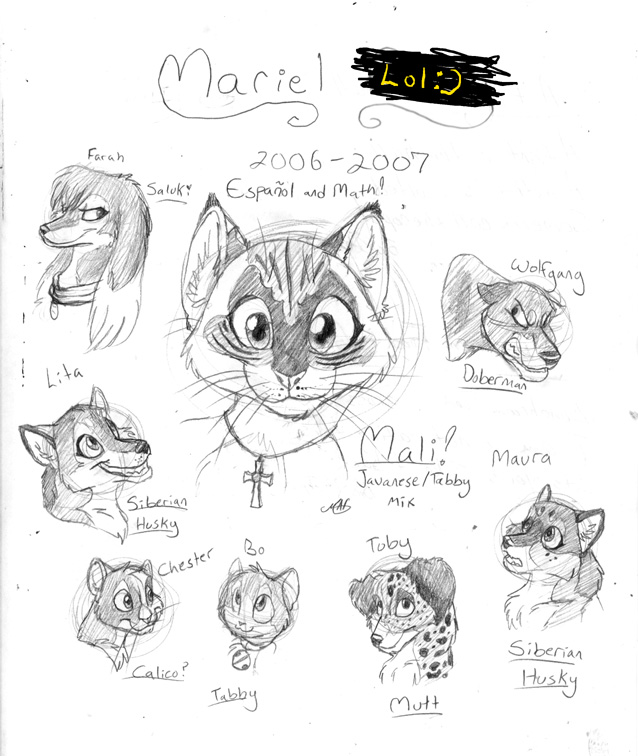 Mariel Lol :)
2006-2007
Español and Math!
Farah
Saluki
Wolfgang
Doberman
Lita
Siberian
Husky
Mali!
Javanese/Tabby
Mix
Maura
Siberian
Husky
Chester
Calico?
Bo
Tabby
Toby
Mutt